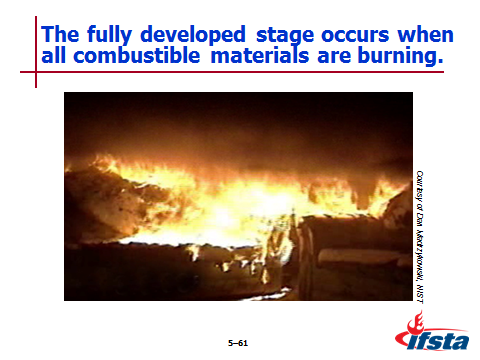 The fully developed stage occurs when
all combustible materials are burning.
Courtesy of Dan Madrzykowski, NIST
5–61
ifsta